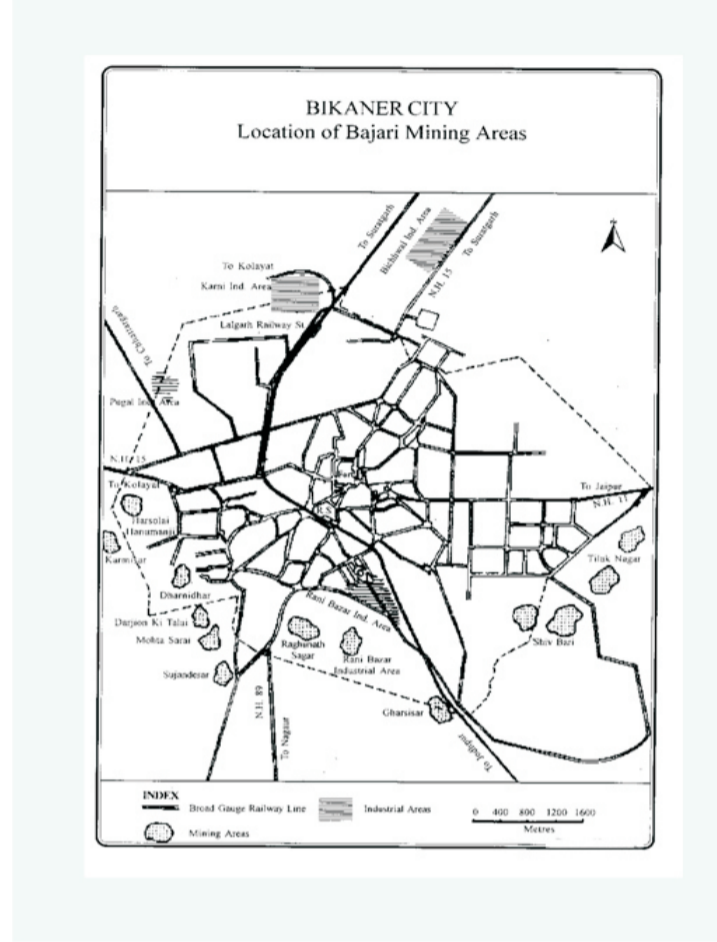 BIKANER CITY
Location of Bajari Mining Areas
To Suratgarh
Bichhwal Ind. Area
To Suratgarh
N.H. 15
To Kolayat
Karni Ind. Area
Lalgarh Railway St.
To Chhattargarh
Pugal Ind. Area
N.H. 15
To Kolayat
To Jaipur
N.H. 11
Harsolai
Hanumanji
Karmisar
Tilak Nagar
Dharnidhar
Rani Bazar Ind. Area
Darjion Ki Talai
Mohta Sarai
Raghunath
Sagar
Rani Bazar
Industrial Area
Shiv Bari
Sujandesar
N.H. 89
Gharsisar
To Nagaur
To Jodhpur
INDEX
Broad Gauge Railway Line
Industrial Areas
0 400 800 1200 1600
Metres
Mining Areas